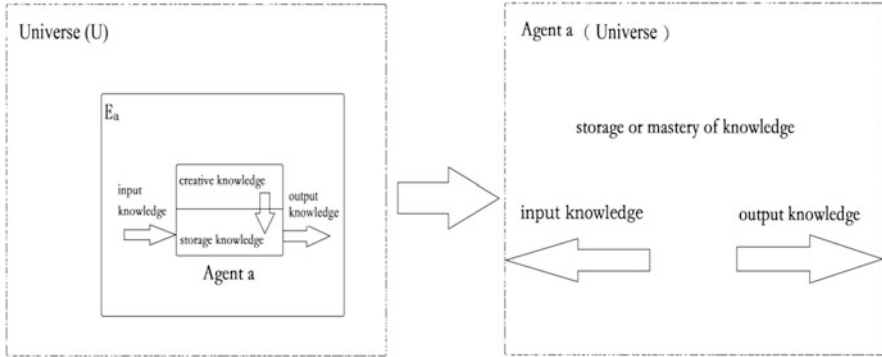 Universe (U)
Ea
input
knowledge
creative knowledge
storage knowledge
output
knowledge
Agent a
Agent a ( Universe )
storage or mastery of knowledge
input knowledge
output knowledge